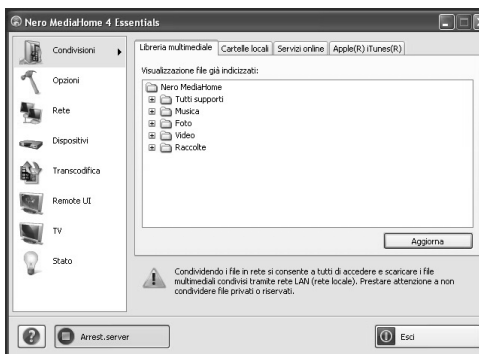 Nero MediaHome 4 Essentials
Condivisioni
Opzioni
Rete
Dispositivi
Transcodifica
Remote UI
TV
Stato
Libreria multimediale
Cartelle locali
Servizi online
Apple(R) iTunes(R)
Visualizzazione file già indicizzati:
Nero MediaHome
Tutti supporti
Musica
Foto
Video
Raccolte
Aggiorna
Condividendo i file in rete si consente a tutti di accedere e scaricare i file
multimediali condivisi tramite rete LAN (rete locale). Prestare attenzione a non
condividere file privati o riservati.
Arrest.server
Esci